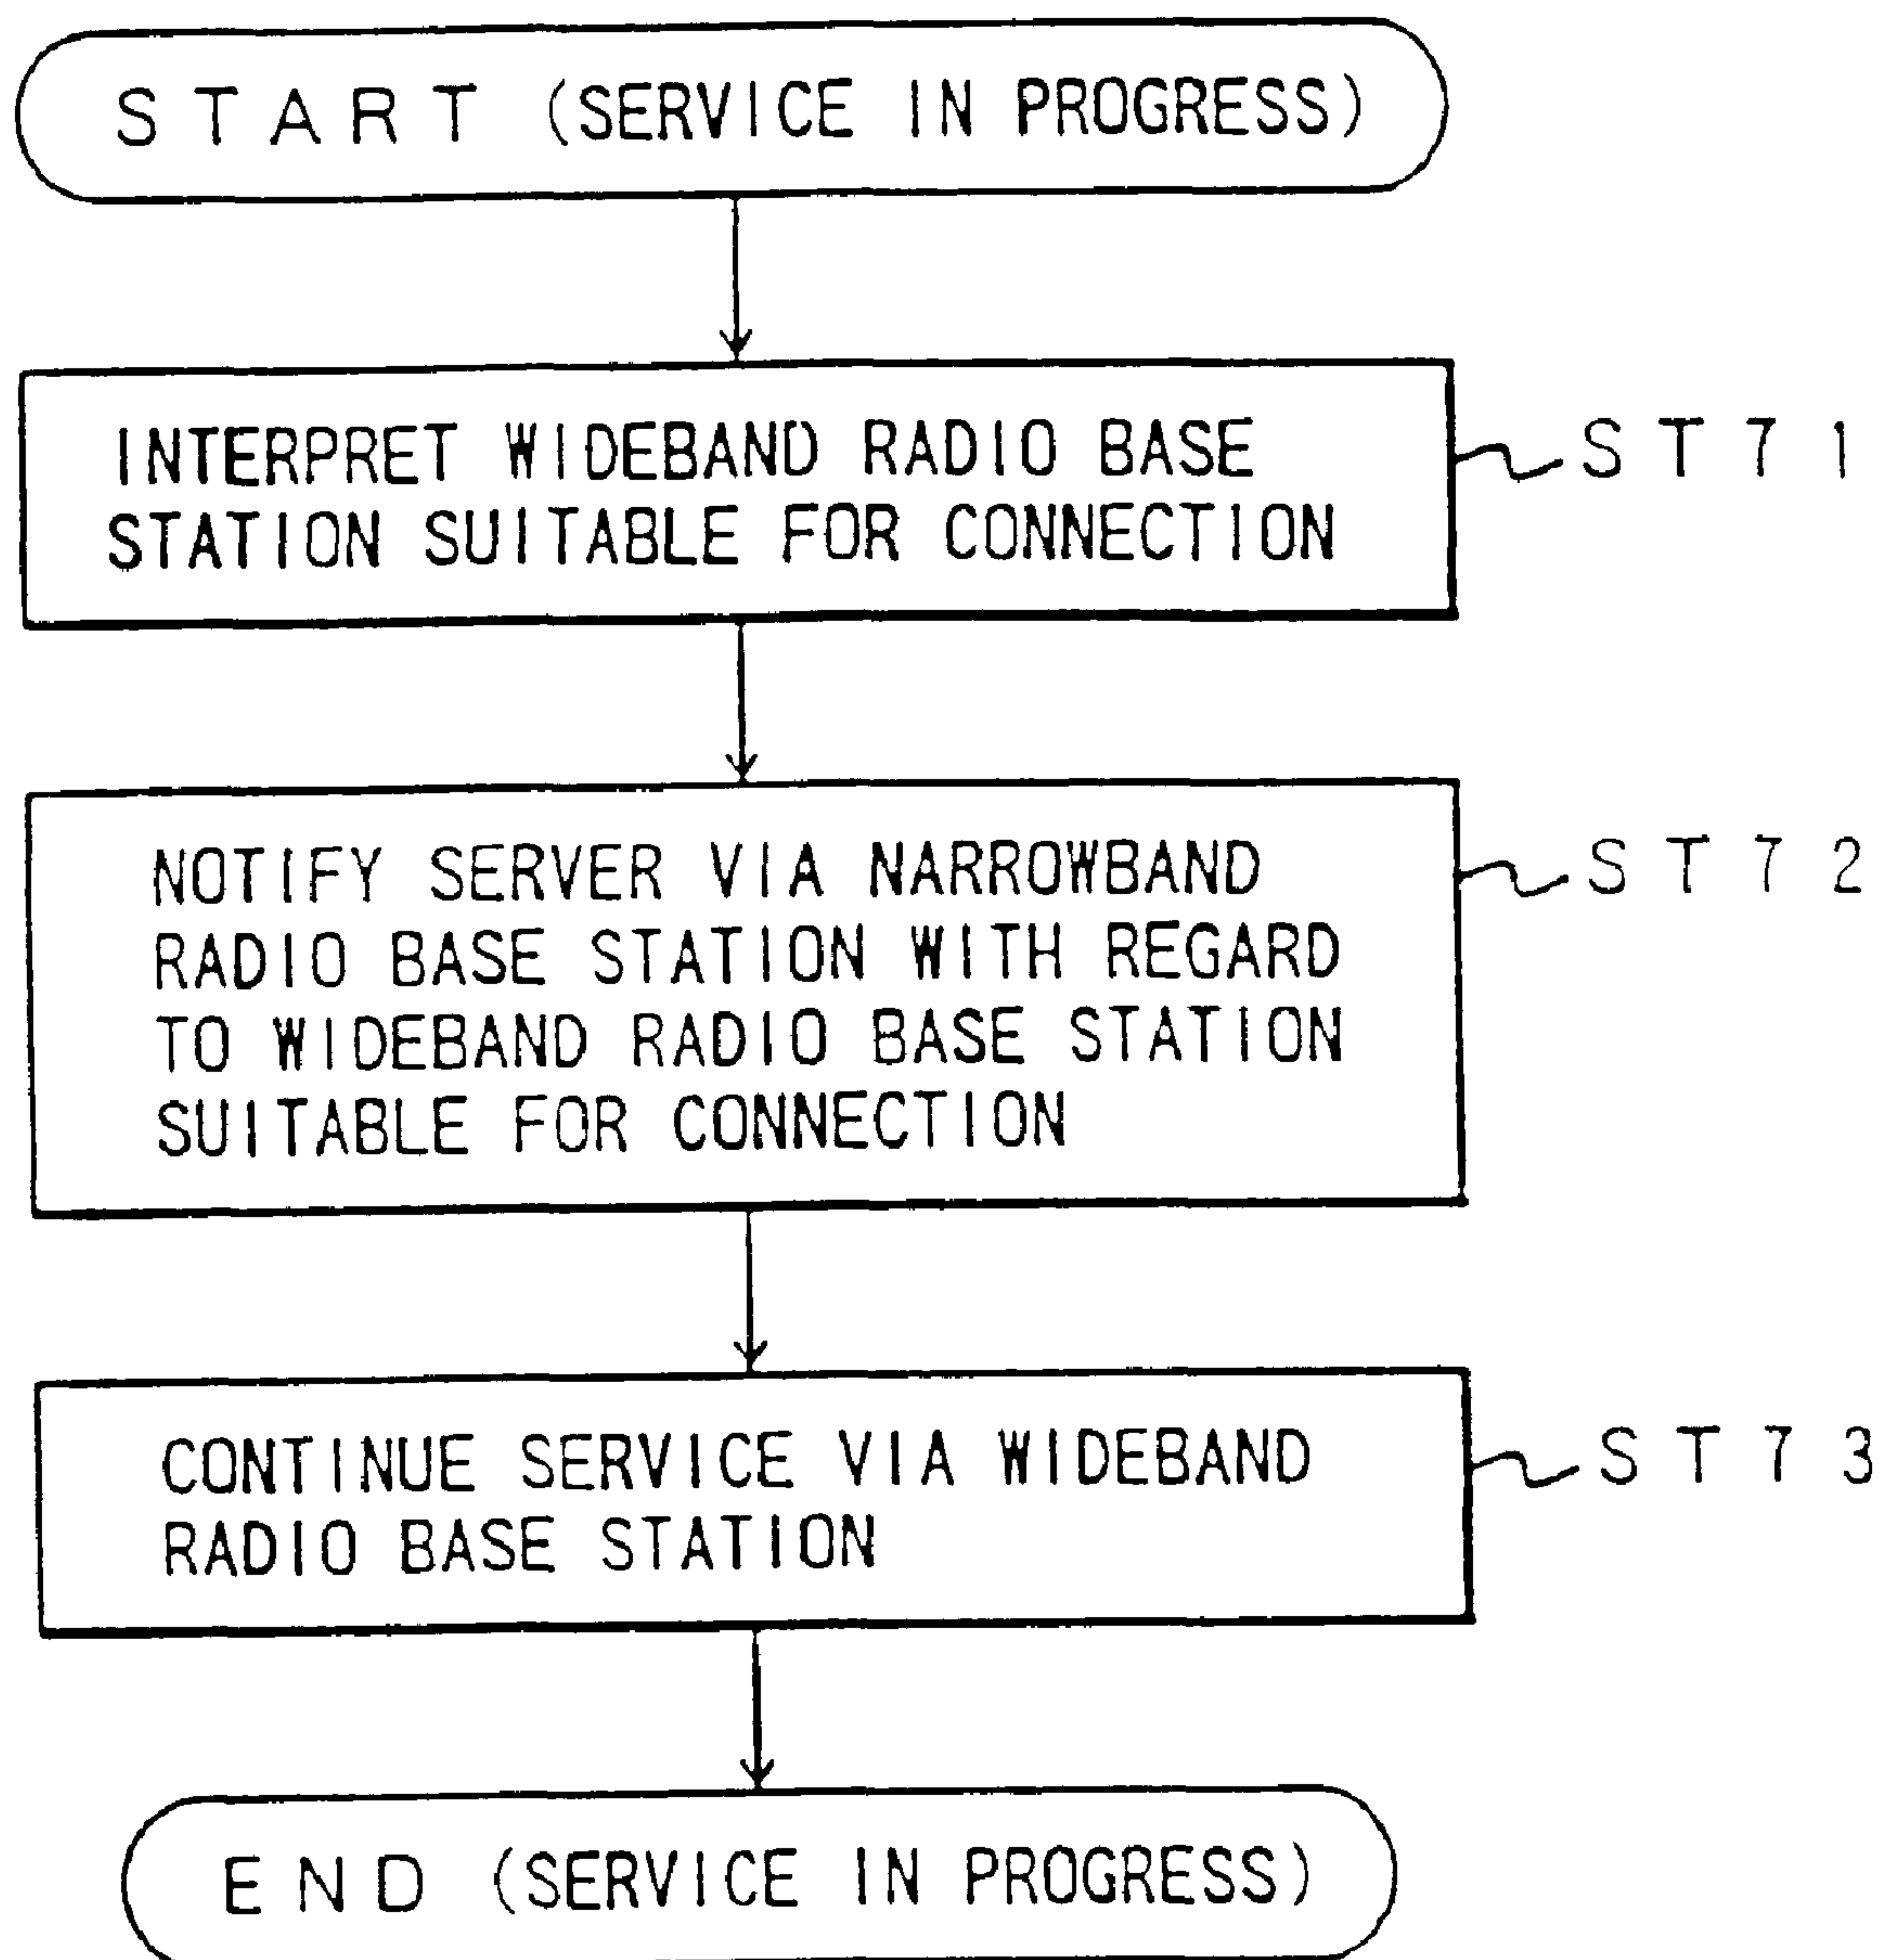 START (SERVICE IN PROGRESS)
INTERPRET WIDEBAND RADIO BASE
STATION SUITABLE FOR CONNECTION
ST71
NOTIFY SERVER VIA NARROWBAND
RADIO BASE STATION WITH REGARD
TO WIDEBAND RADIO BASE STATION
SUITABLE FOR CONNECTION
ST72
CONTINUE SERVICE VIA WIDEBAND
RADIO BASE STATION
ST73
END (SERVICE IN PROGRESS)